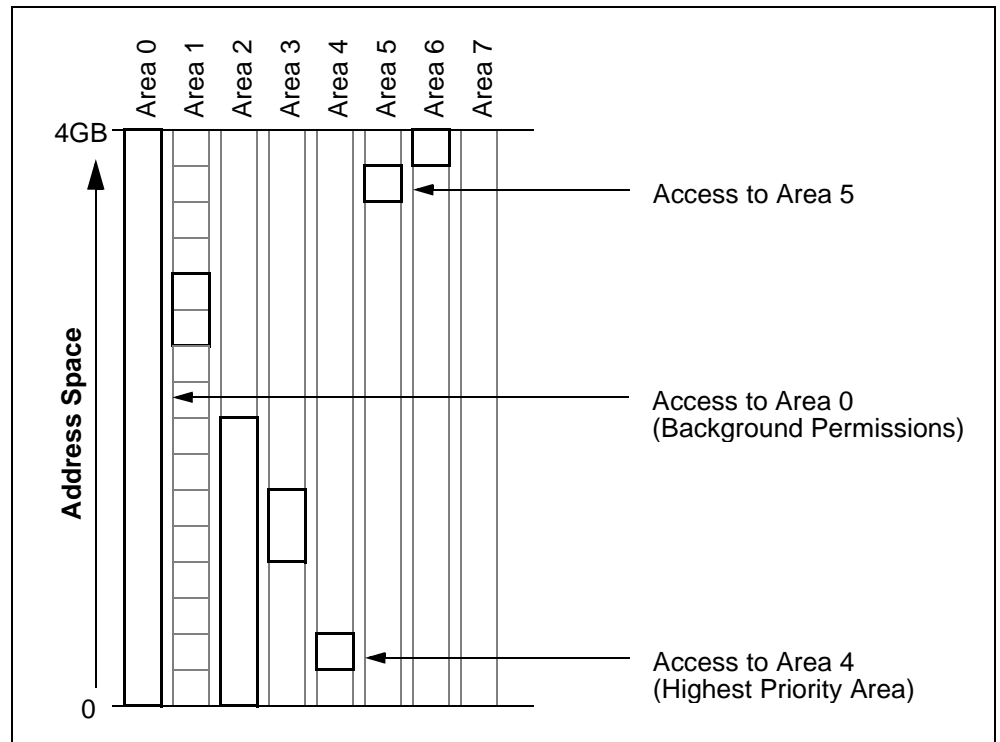 Area 0
Area 1
Area 2
Area 3
Area 4
Area 5
Area 6
Area 7
4GB
Address Space
0
Access to Area 5
Access to Area 0
(Background Permissions)
Access to Area 4
(Highest Priority Area)